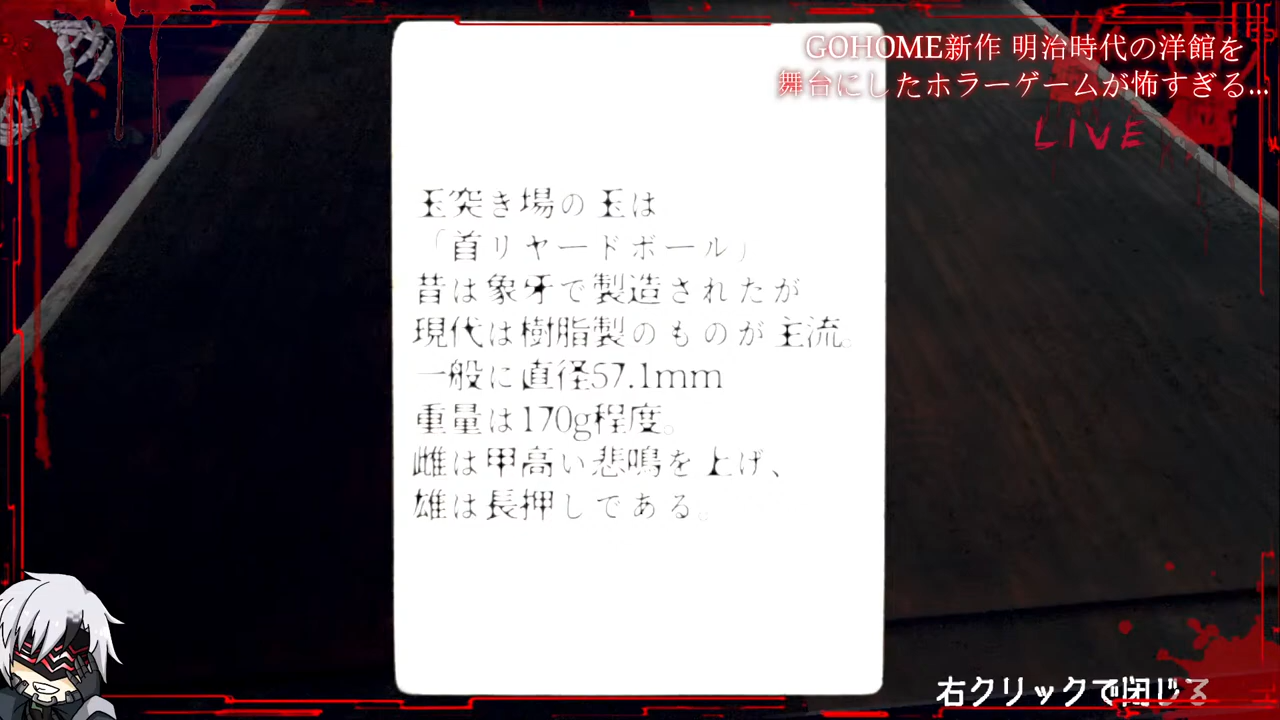 GOHOME新作 明治時代の洋館を
舞台にしたホラーゲームが怖すぎる...
LIVE
玉突き場の玉は
「首リヤードボール」
昔は象牙で製造されたが
現代は樹脂製のものが主流。
一般に直径57.1mm
重量は170g程度。
雌は甲高い悲鳴を上げ、
雄は長押しである。
右クリックで閉じる